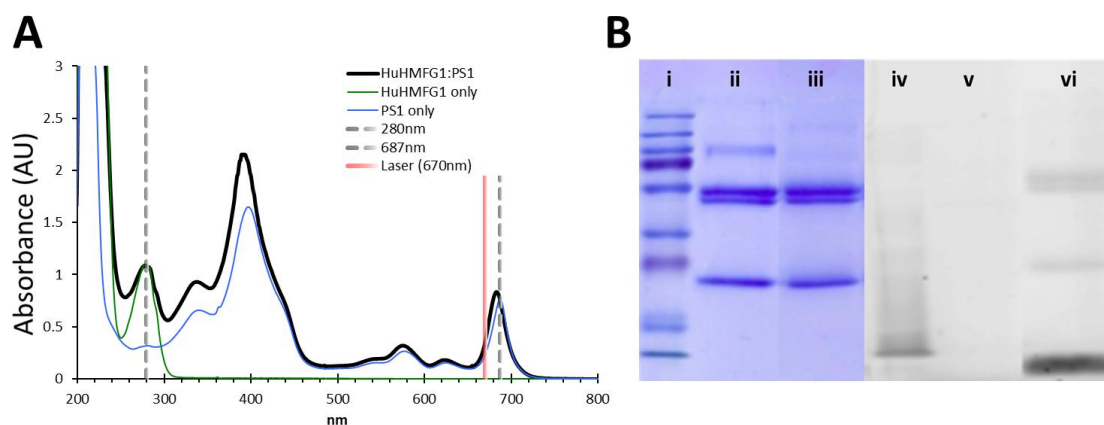 A
B
3
2.5
2
1.5
1
0.5
0
Absorbance (AU)
200
300
400
500
600
700
800
nm
HuHMFG1:PS1
HuHMFG1 only
PS1 only
280nm
687nm
Laser (670nm)
i
ii
iii
iv
v
vi